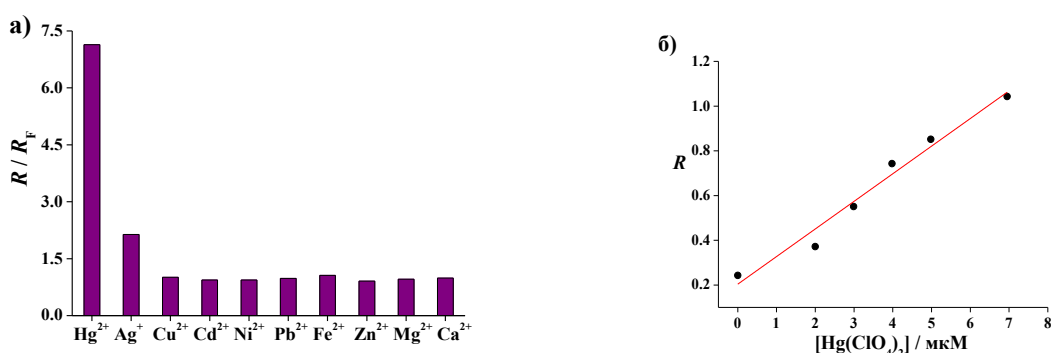 а)
7.5
6.0
4.5
3.0
1.5
0.0
R / R_F
Hg²⁺ Ag⁺ Cu²⁺ Cd²⁺ Ni²⁺ Pb²⁺ Fe²⁺ Zn²⁺ Mg²⁺ Ca²⁺
б)
1.2
1.0
0.8
0.6
0.4
0.2
R
0 1 2 3 4 5 6 7 8
[Hg(ClO₄)₂] / мкМ